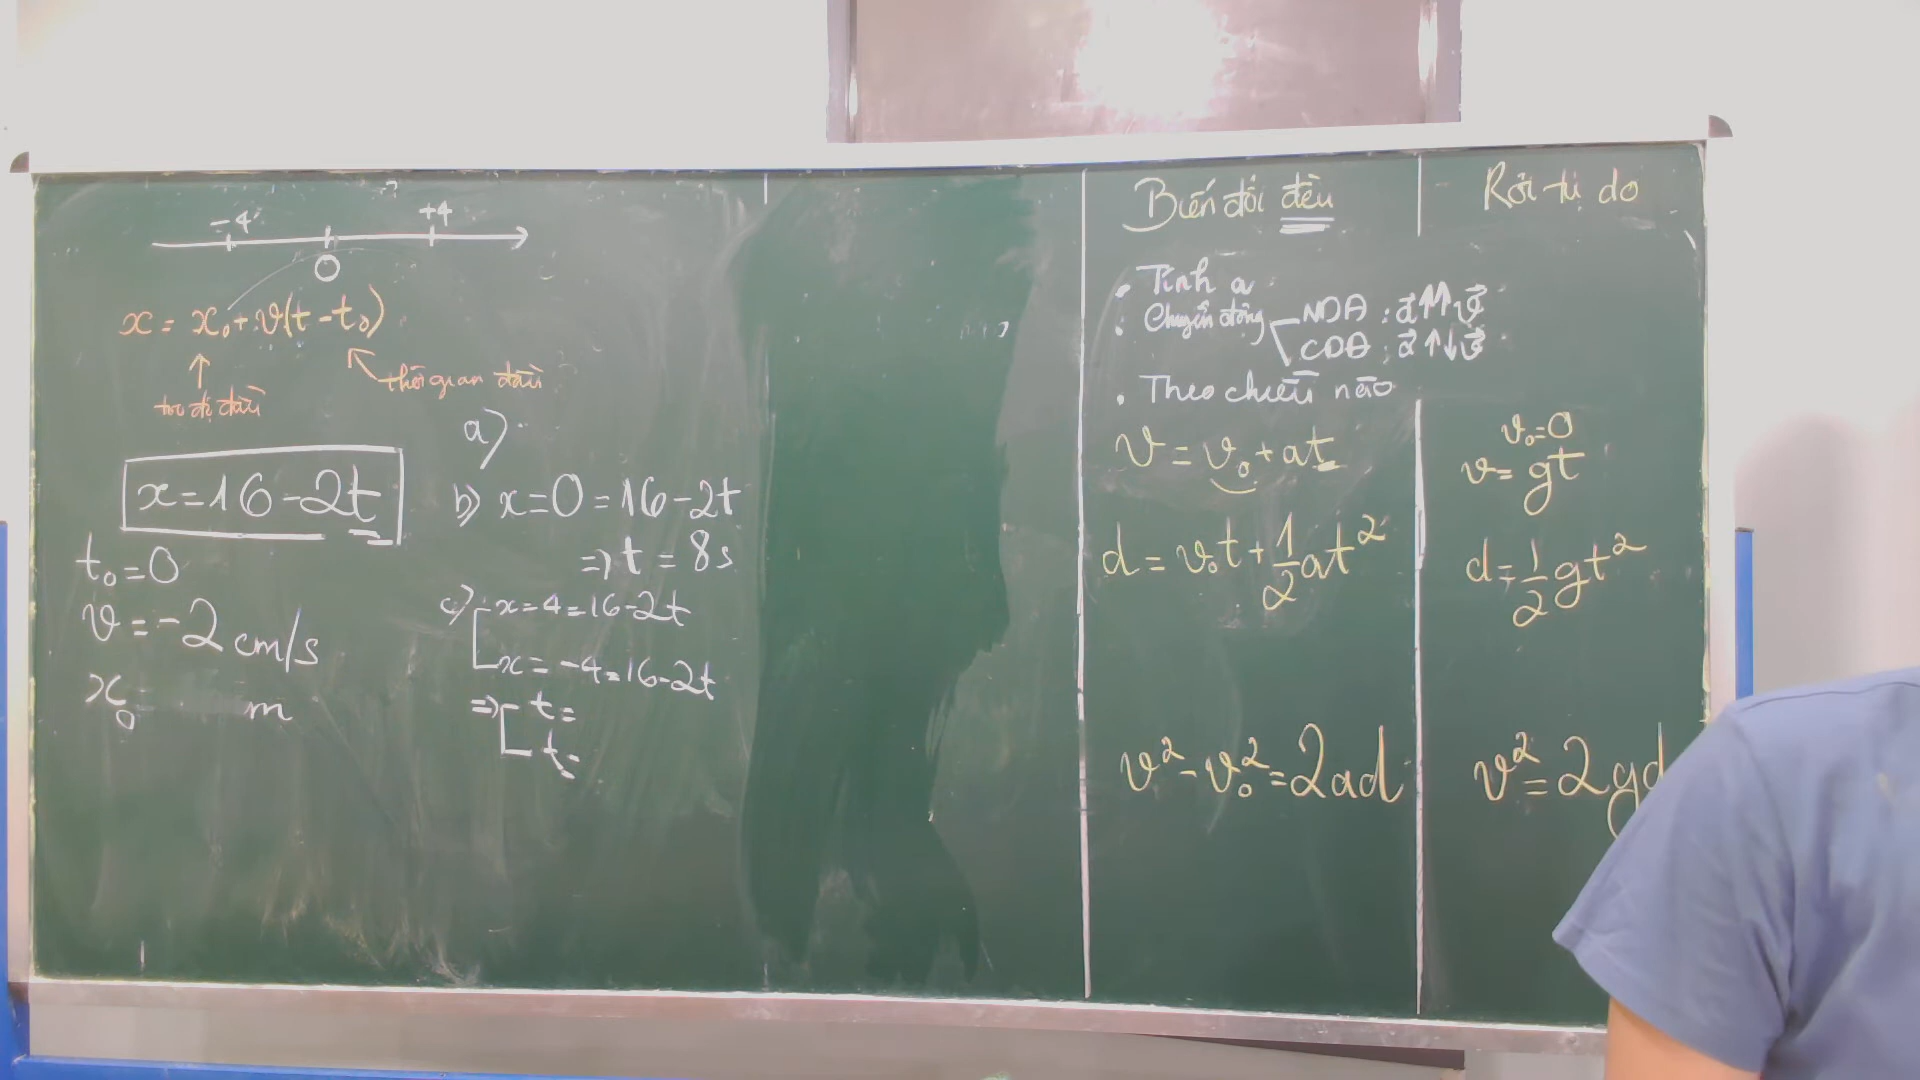 -4 +4
O
x = x₀ + v(t - t₀)
thời gian đầu
toạ độ đầu
a)
x = 16 - 2t
b) x = 0 = 16 - 2t
⇒ t = 8s
t₀ = 0
v = -2 cm/s
x₀ m
c) x = 4 = 16 - 2t
x = -4 = 16 - 2t
⇒ t =
t =
Biến đổi đều
• Tính a
• Chuyển động NDĐ : a⃗ ↑↑ v⃗
CDĐ : a⃗ ↑↓ v⃗
• Theo chiều nào
v = v₀ + at
d = v₀t + 1/2 at²
v² - v₀² = 2ad
Rơi tự do
v₀ = 0
v = gt
d = 1/2 gt²
v² = 2gd